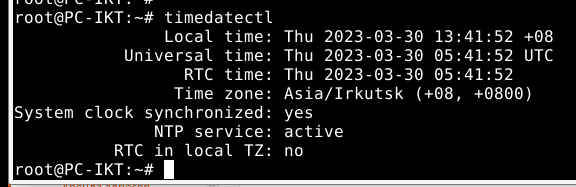 root@PC-IKT:~#
root@PC-IKT:~# timedatectl
Local time: Thu 2023-03-30 13:41:52 +08
Universal time: Thu 2023-03-30 05:41:52 UTC
RTC time: Thu 2023-03-30 05:41:52
Time zone: Asia/Irkutsk (+08, +0800)
System clock synchronized: yes
NTP service: active
RTC in local TZ: no
root@PC-IKT:~#